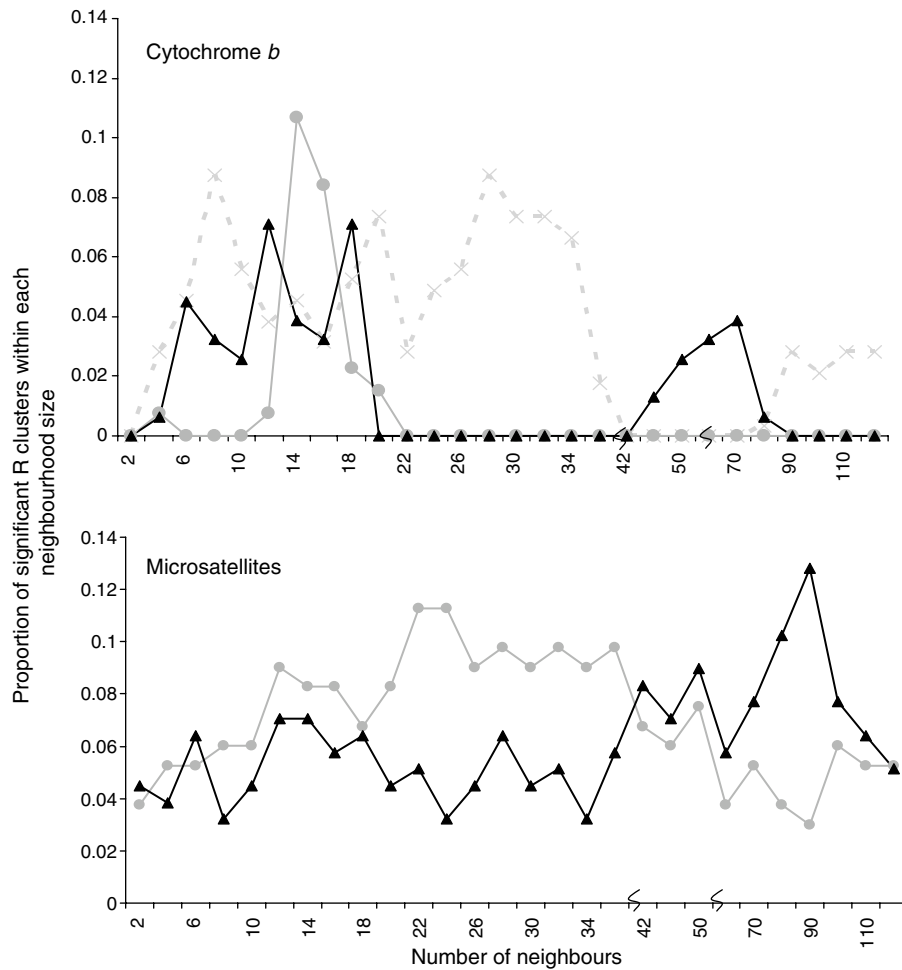 0.14
Cytochrome b
0.12
0.1
0.08
0.06
0.04
0.02
0
2 6 10 14 18 22 26 30 34 42 50 70 90 110
Proportion of significant R clusters within each
neighbourhood size
0.14
Microsatellites
0.12
0.1
0.08
0.06
0.04
0.02
0
2 6 10 14 18 22 26 30 34 42 50 70 90 110
Number of neighbours